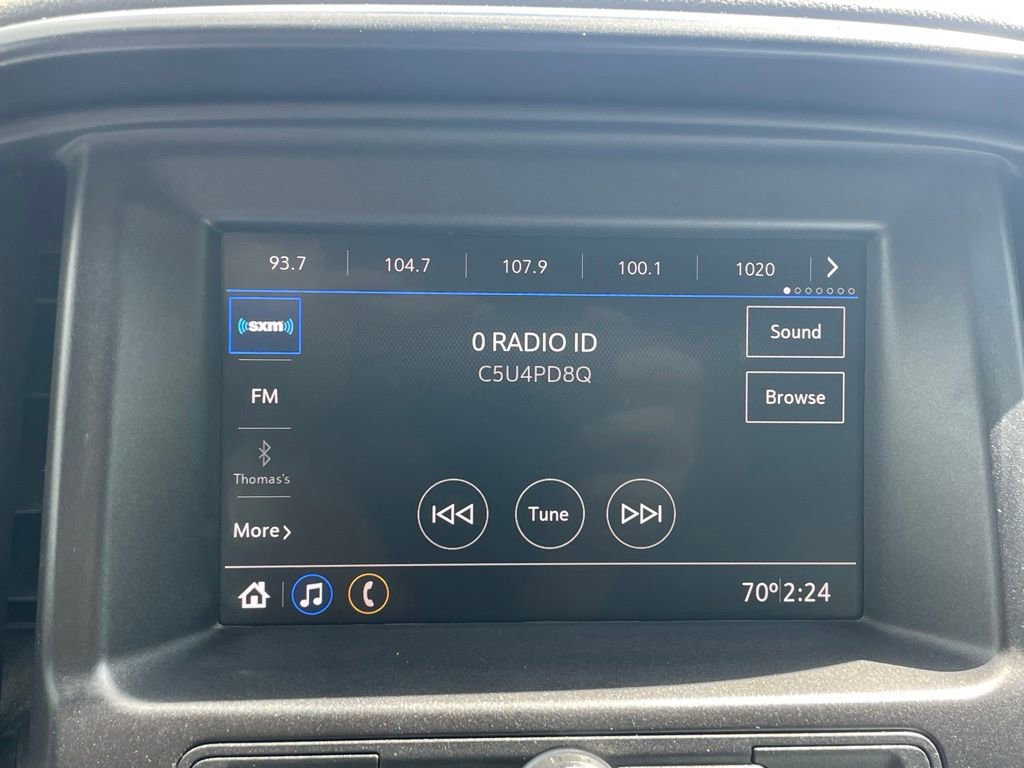 93.7 104.7 107.9 100.1 1020
sxm
0 RADIO ID
C5U4PD8Q
Sound
Browse
FM
Thomas's
More
Tune
70° 2:24